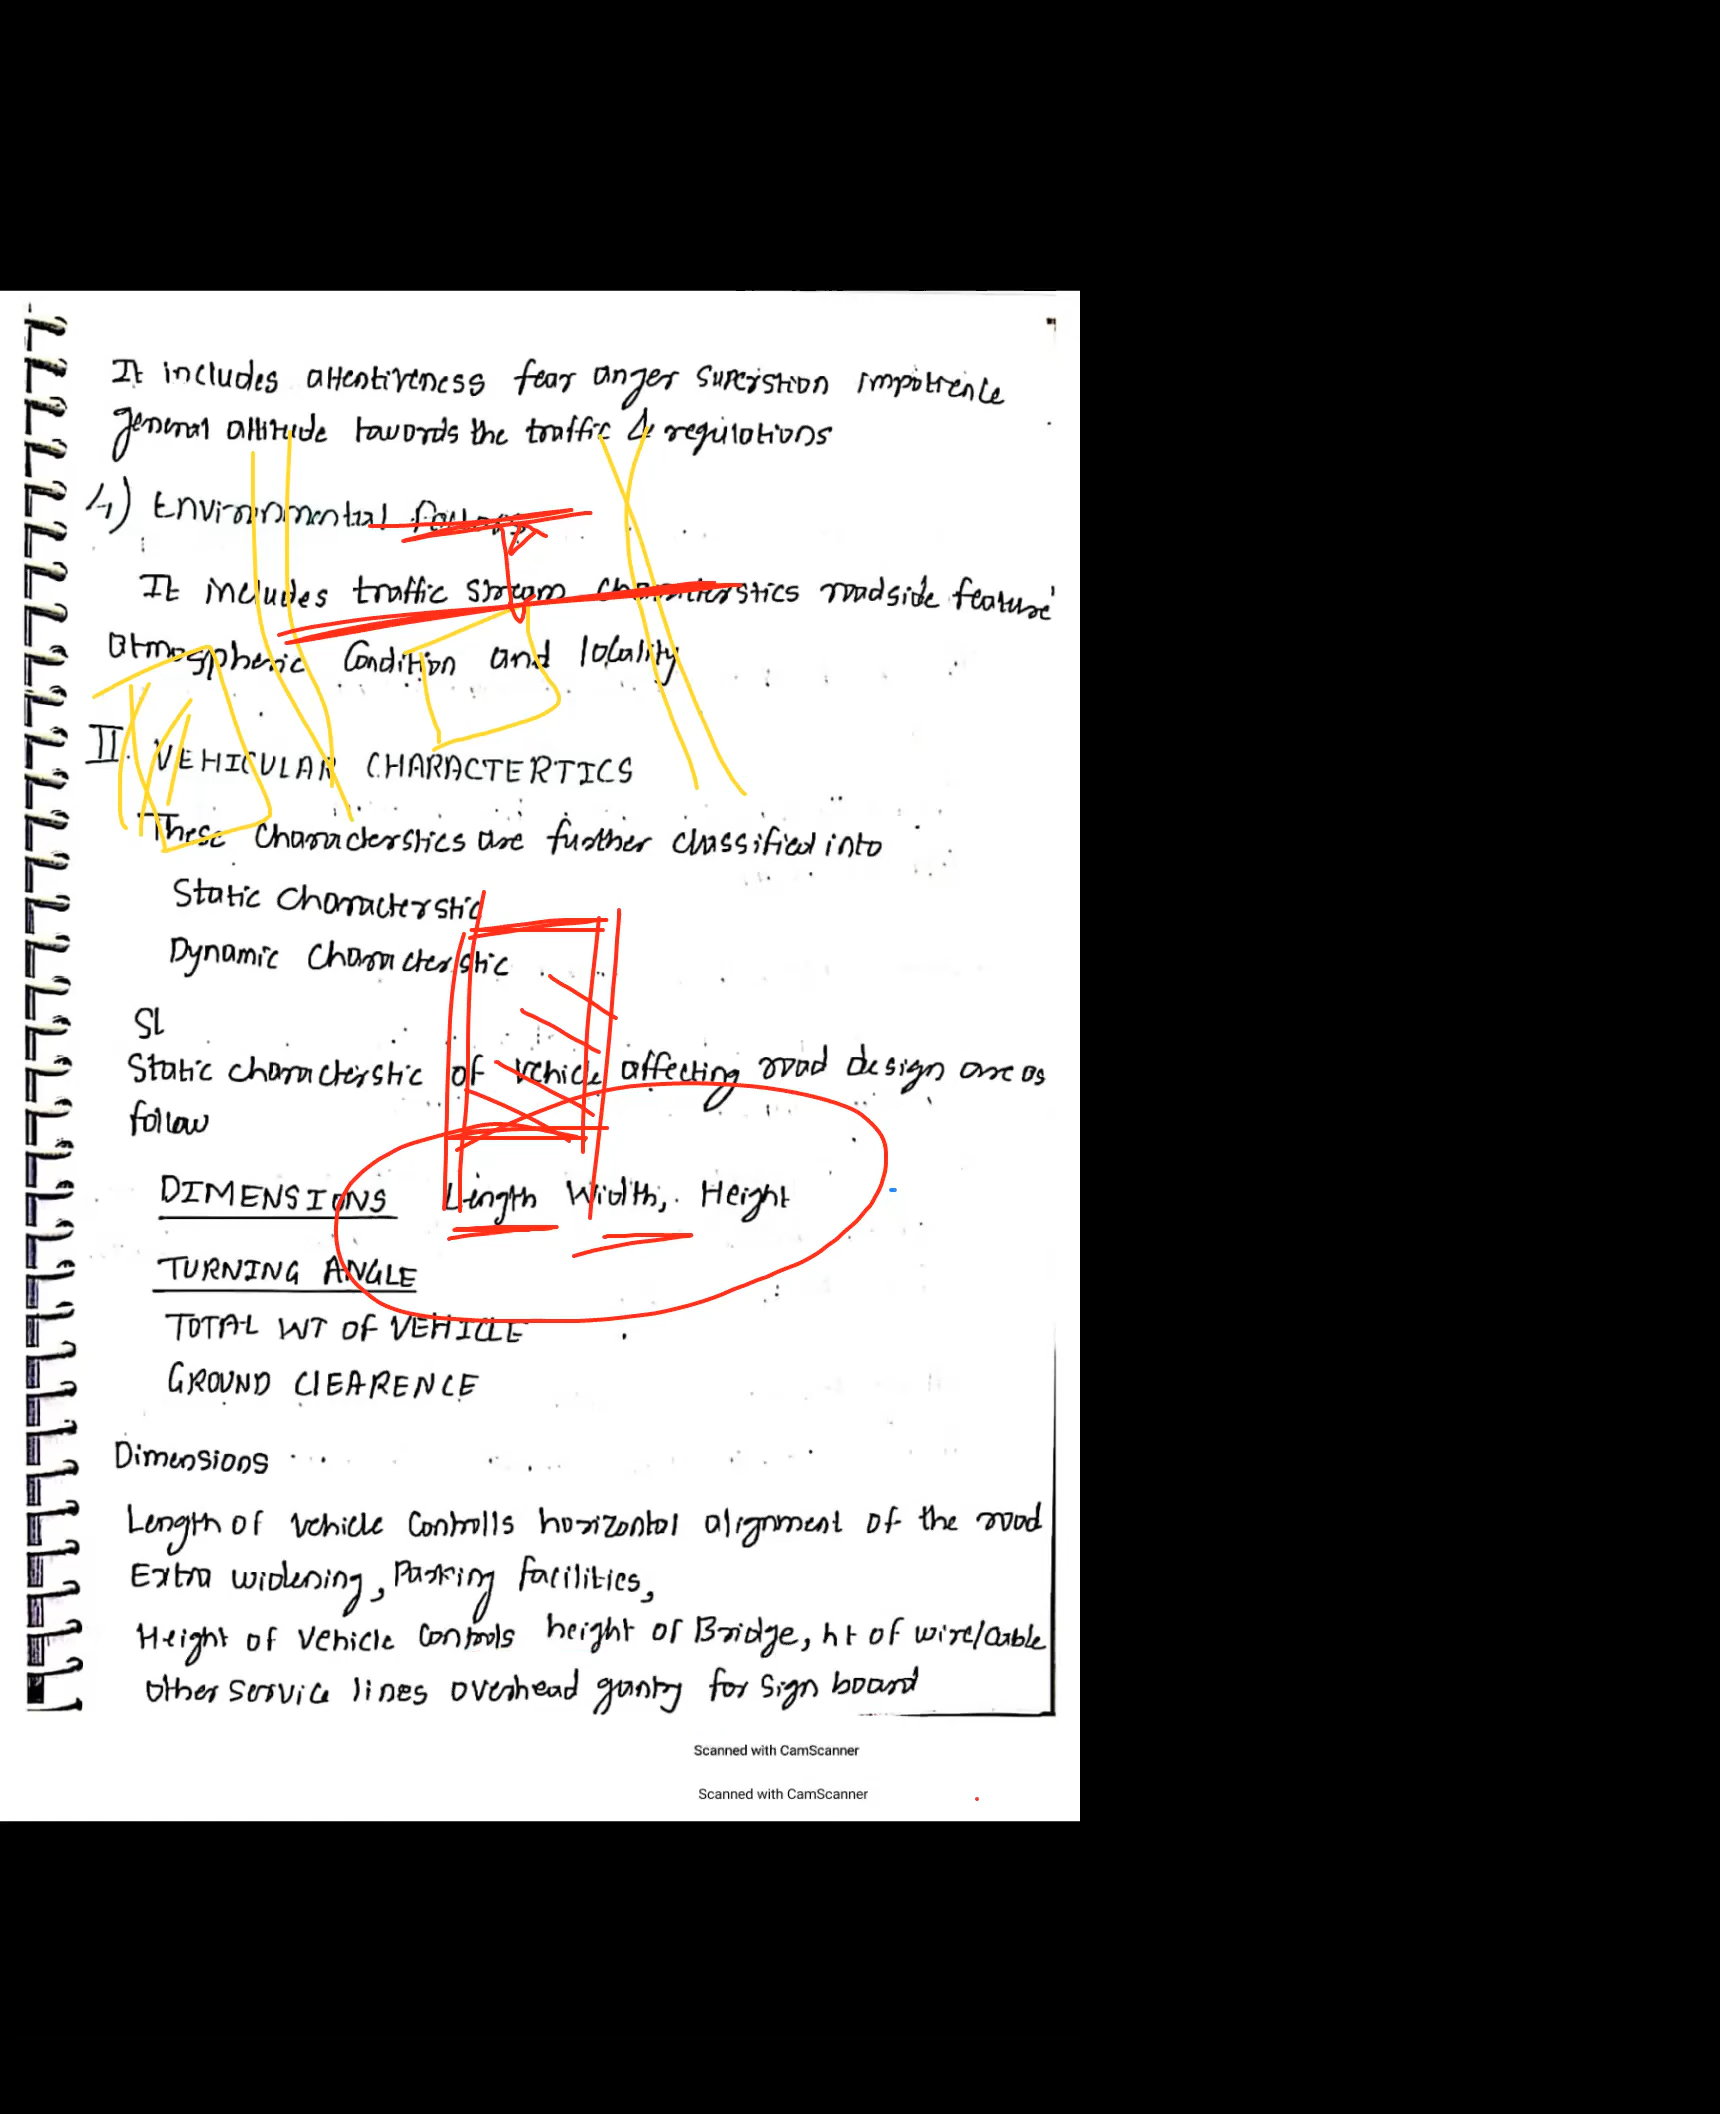 It includes attentiveness fear anger supristion impotrence
general attitude towards the traffic & regulations
4) Environmental factors
It includes traffic stream characterstics roadside feature
atmospheric Condition and locality
II. VEHICULAR CHARACTERTICS
These characterstics are further classified into
Static characterstic
Dynamic characterstic
SL
Static characterstic of vehicle affecting road design are as
follow
DIMENSIONS Length Width, Height
TURNING ANGLE
TOTAL WT OF VEHICLE
GROUND ClEARENCE
Dimensions
Length of vehicle Controlls horizontal alignment of the road
Extra widening, Parking facilities,
Height of vehicle Controls height of Bridge, ht of wire/cable
other service lines overhead gantry for sign board
Scanned with CamScanner
Scanned with CamScanner